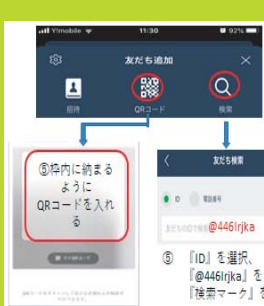 Y!mobile 11:30 92%
友だち追加
招待 QRコード 検索
⑤枠内に納まる
ように
QRコードを入れ
る
友だち検索
ID 電話番号
@446lrjka
⑤ 『ID』を選択、
『@446lrjka』を
『検索マーク』を